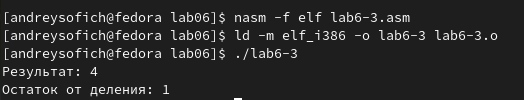 [andreysofich@fedora lab06]$ nasm -f elf lab6-3.asm
[andreysofich@fedora lab06]$ ld -m elf_i386 -o lab6-3 lab6-3.o
[andreysofich@fedora lab06]$ ./lab6-3
Результат: 4
Остаток от деления: 1